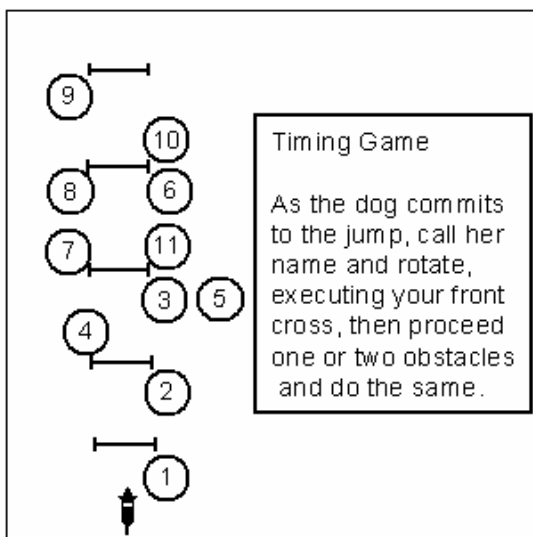 9
10
8
6
7
11
3
5
4
2
1
Timing Game
As the dog commits
to the jump, call her
name and rotate,
executing your front
cross, then proceed
one or two obstacles
and do the same.